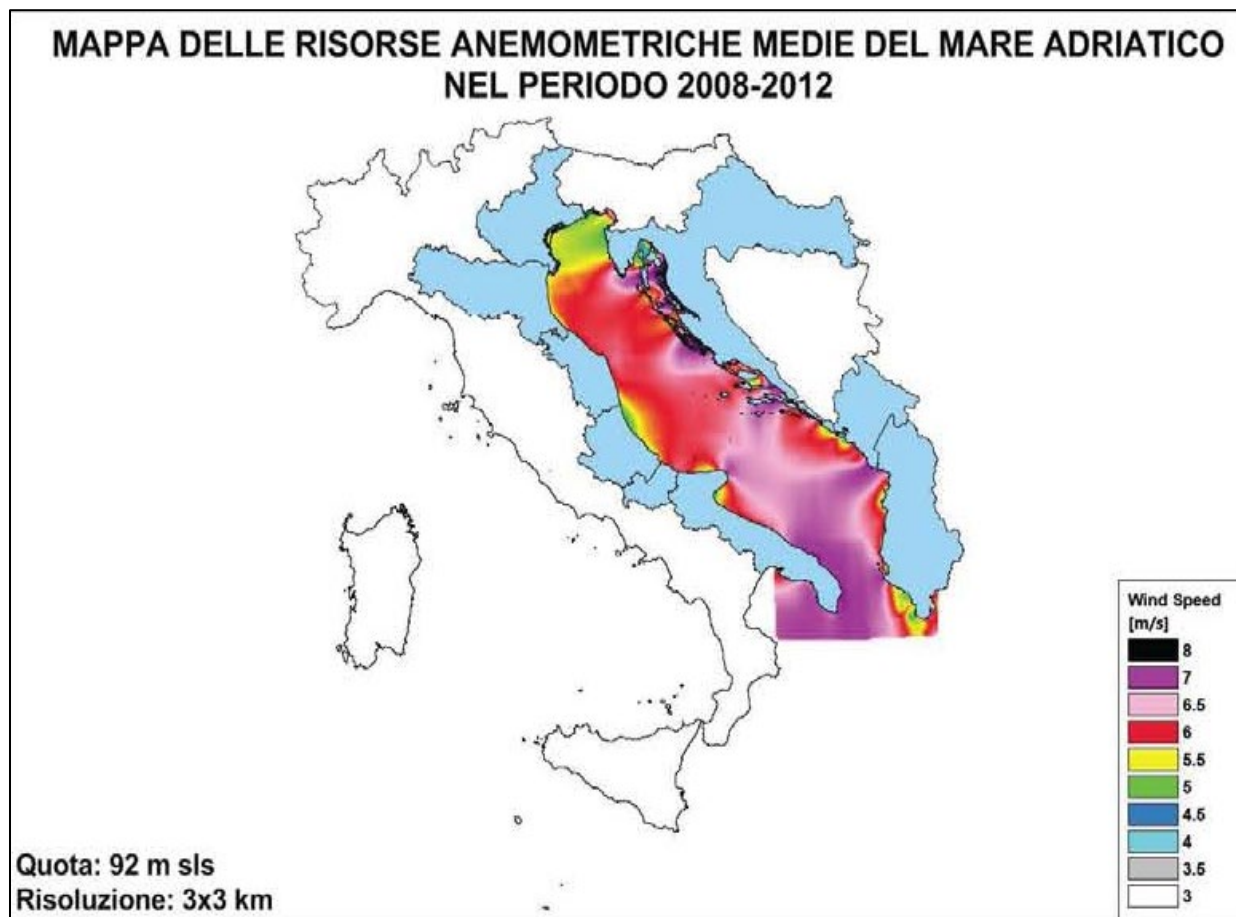 MAPPA DELLE RISORSE ANEMOMETRICHE MEDIE DEL MARE ADRIATICO
NEL PERIODO 2008-2012
Wind Speed
[m/s]
8
7
6.5
6
5.5
5
4.5
4
3.5
3
Quota: 92 m sls
Risoluzione: 3x3 km